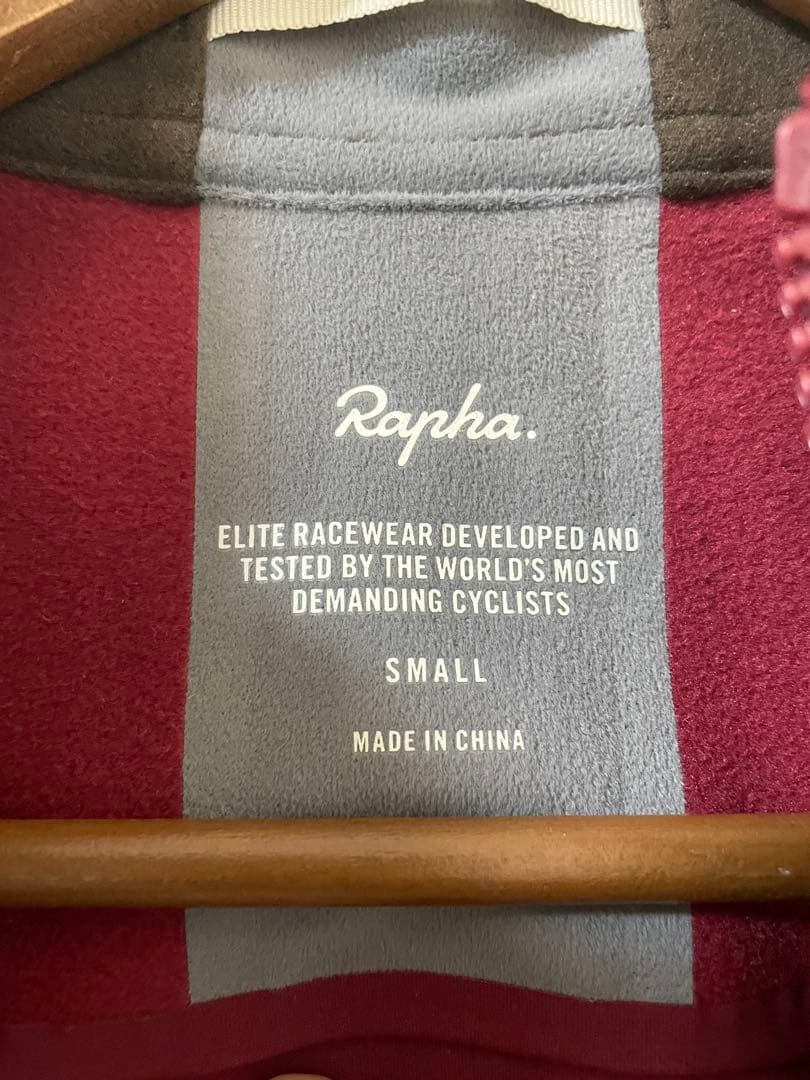 Rapha.
ELITE RACEWEAR DEVELOPED AND
TESTED BY THE WORLD'S MOST
DEMANDING CYCLISTS
SMALL
MADE IN CHINA